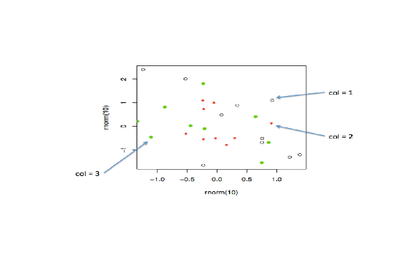 col = 1
col = 2
col = 3
rnorm(10)
2
1
0
-1
-1.0 -0.5 0.0 0.5 1.0
rnorm(10)